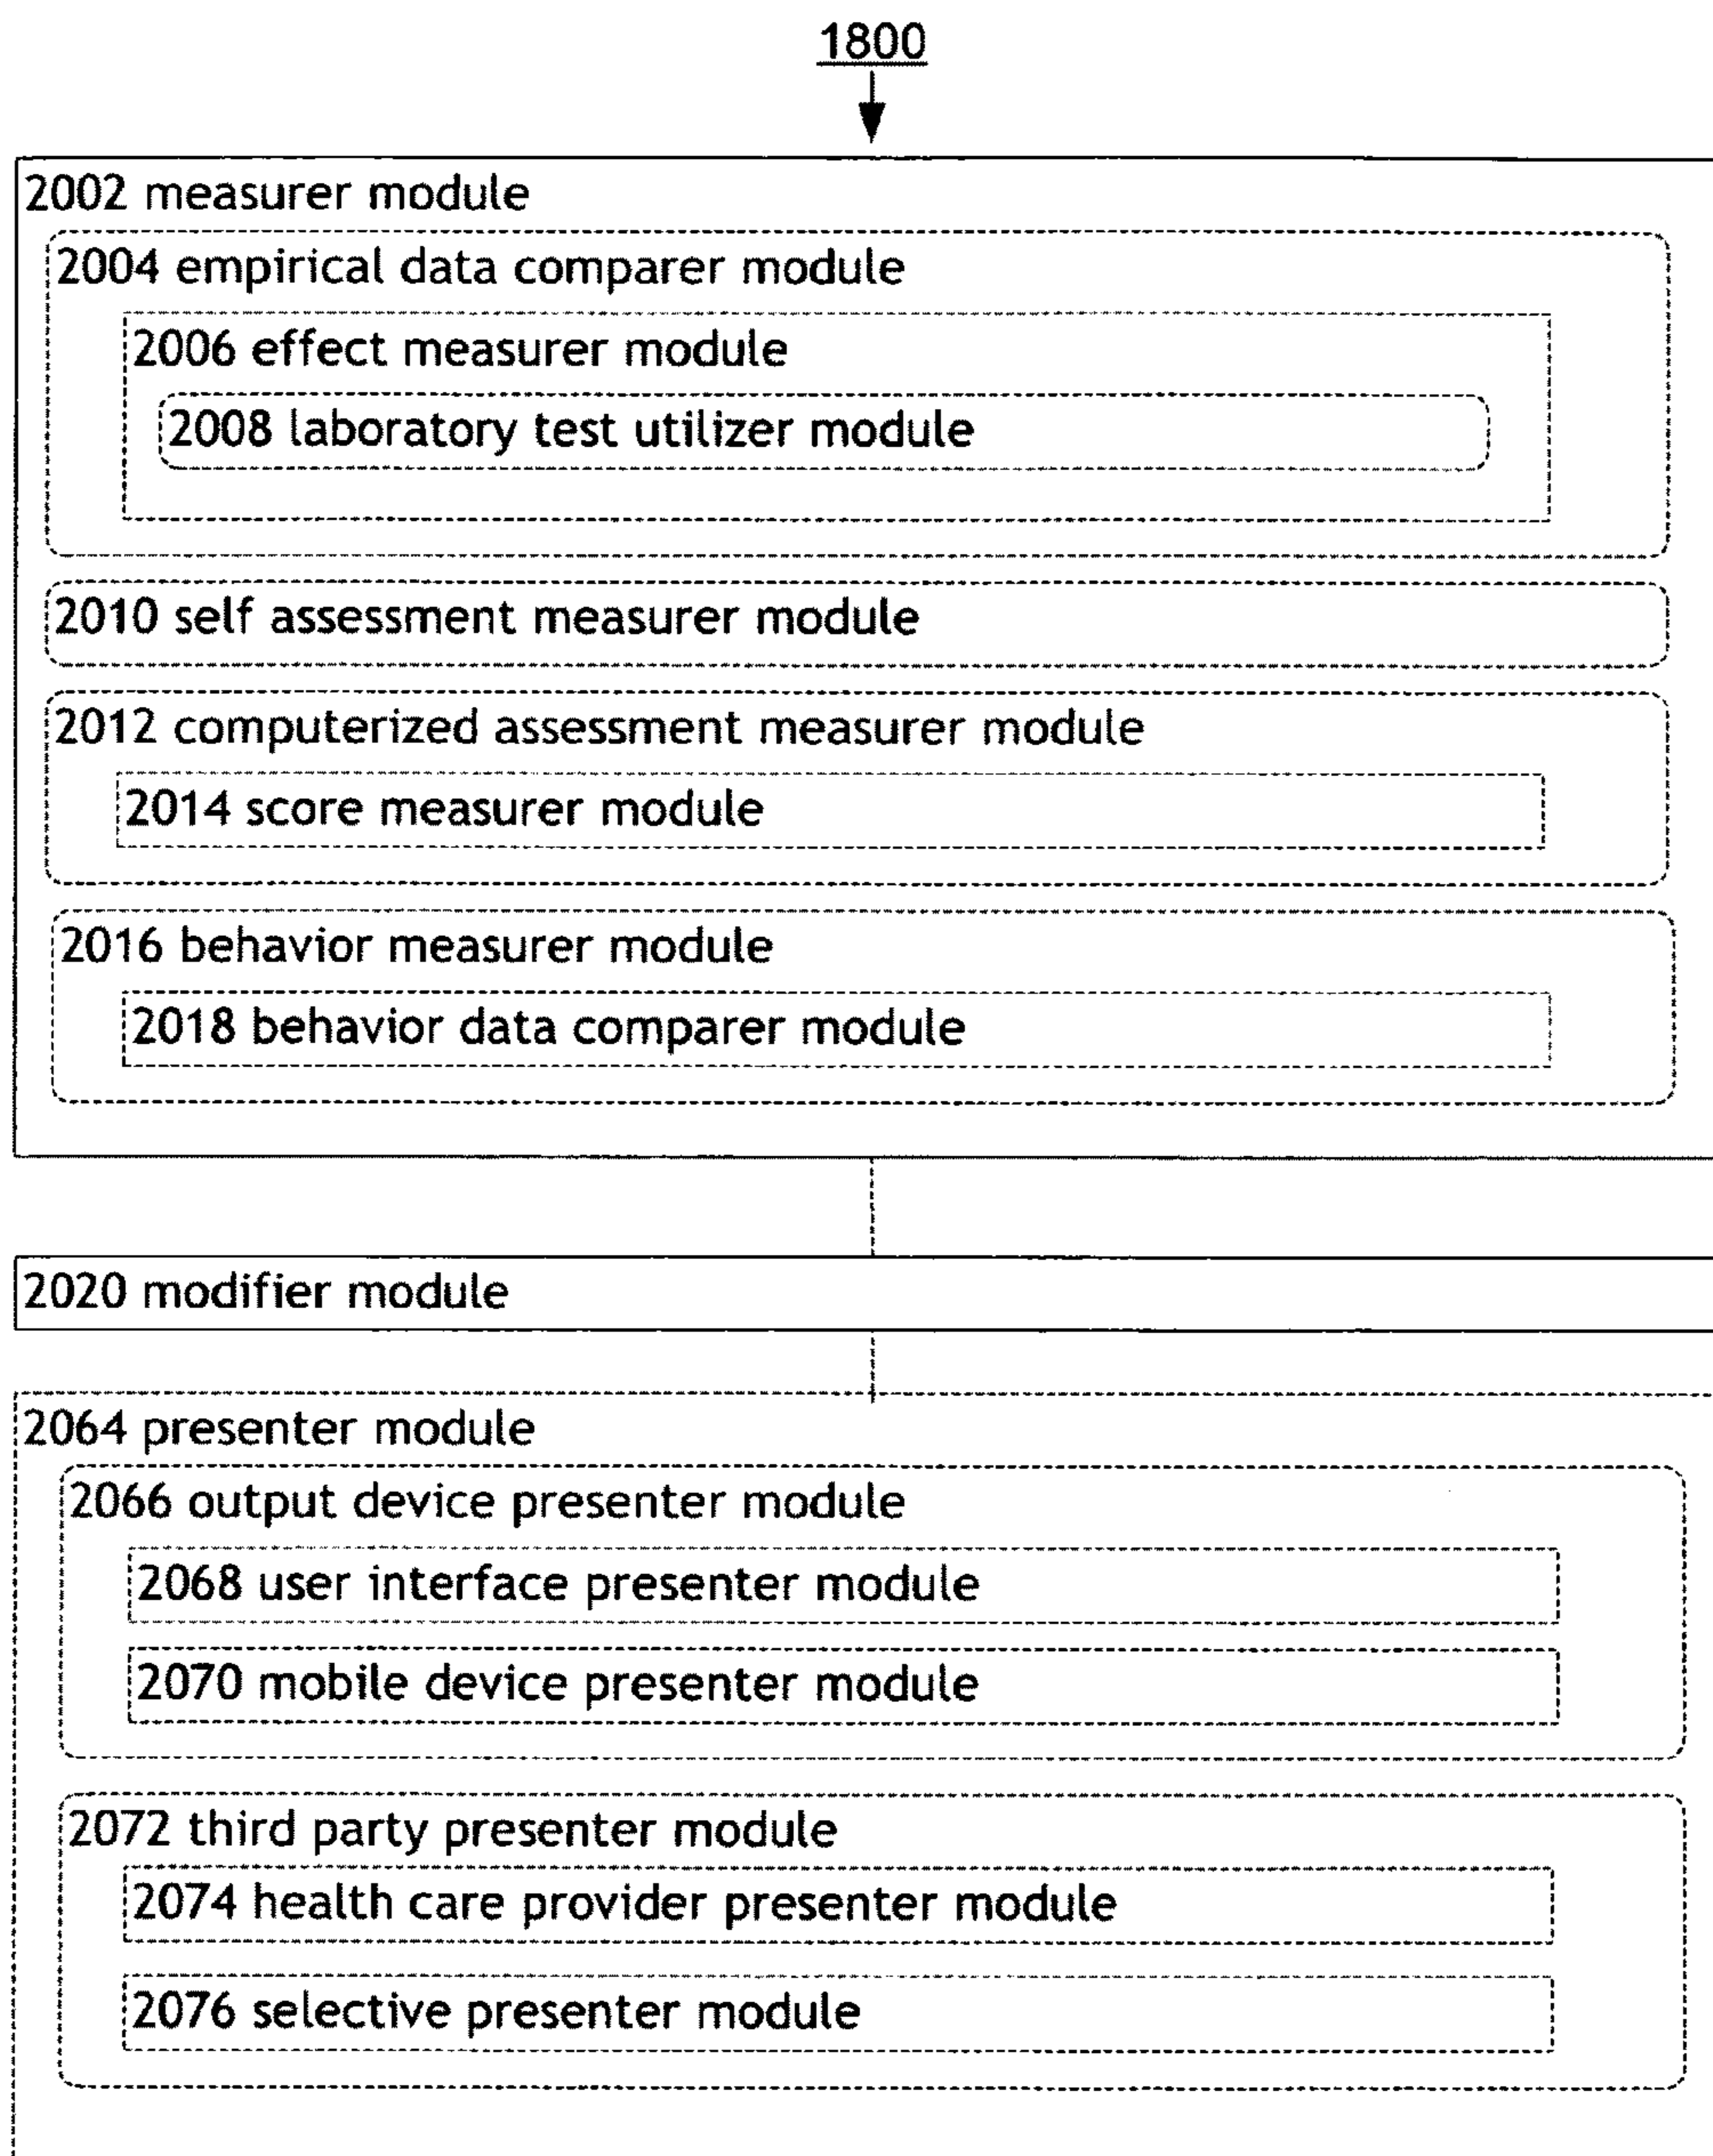 1800
2002 measurer module
2004 empirical data comparer module
2006 effect measurer module
2008 laboratory test utilizer module
2010 self assessment measurer module
2012 computerized assessment measurer module
2014 score measurer module
2016 behavior measurer module
2018 behavior data comparer module
2020 modifier module
2064 presenter module
2066 output device presenter module
2068 user interface presenter module
2070 mobile device presenter module
2072 third party presenter module
2074 health care provider presenter module
2076 selective presenter module